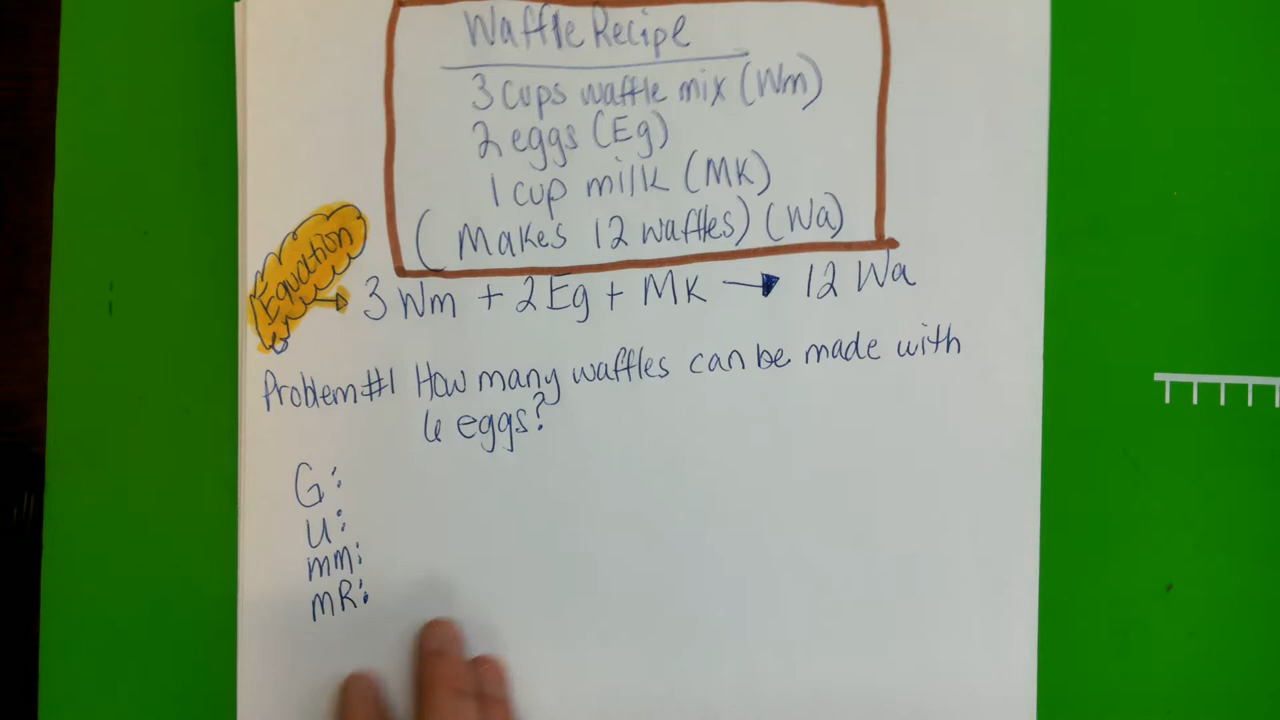 Waffle Recipe
3 cups waffle mix (Wm)
2 eggs (Eg)
1 cup milk (MK)
(Makes 12 waffles) (Wa)
Equation
3 Wm + 2 Eg + MK → 12 Wa
Problem #1 How many waffles can be made with
6 eggs?
G:
U:
mm:
mR: